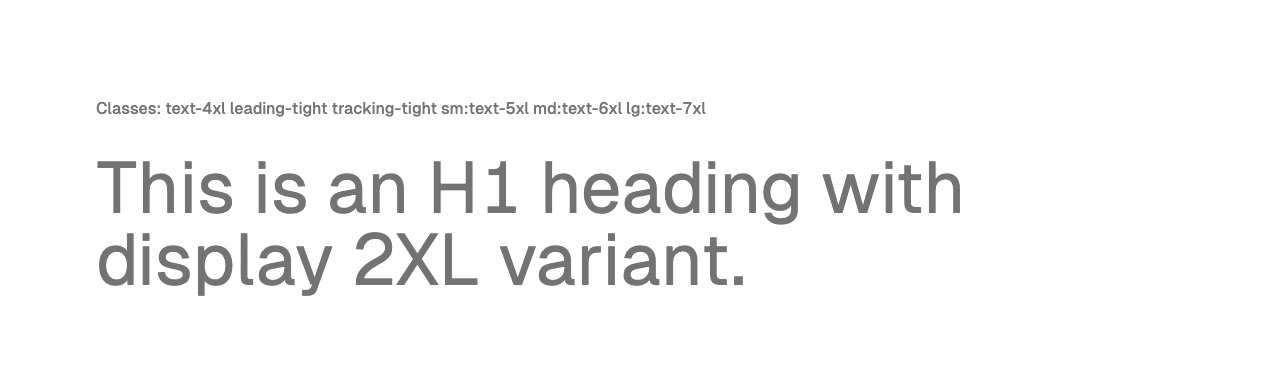 Classes: text-4xl leading-tight tracking-tight sm:text-5xl md:text-6xl lg:text-7xl
This is an H1 heading with
display 2XL variant.